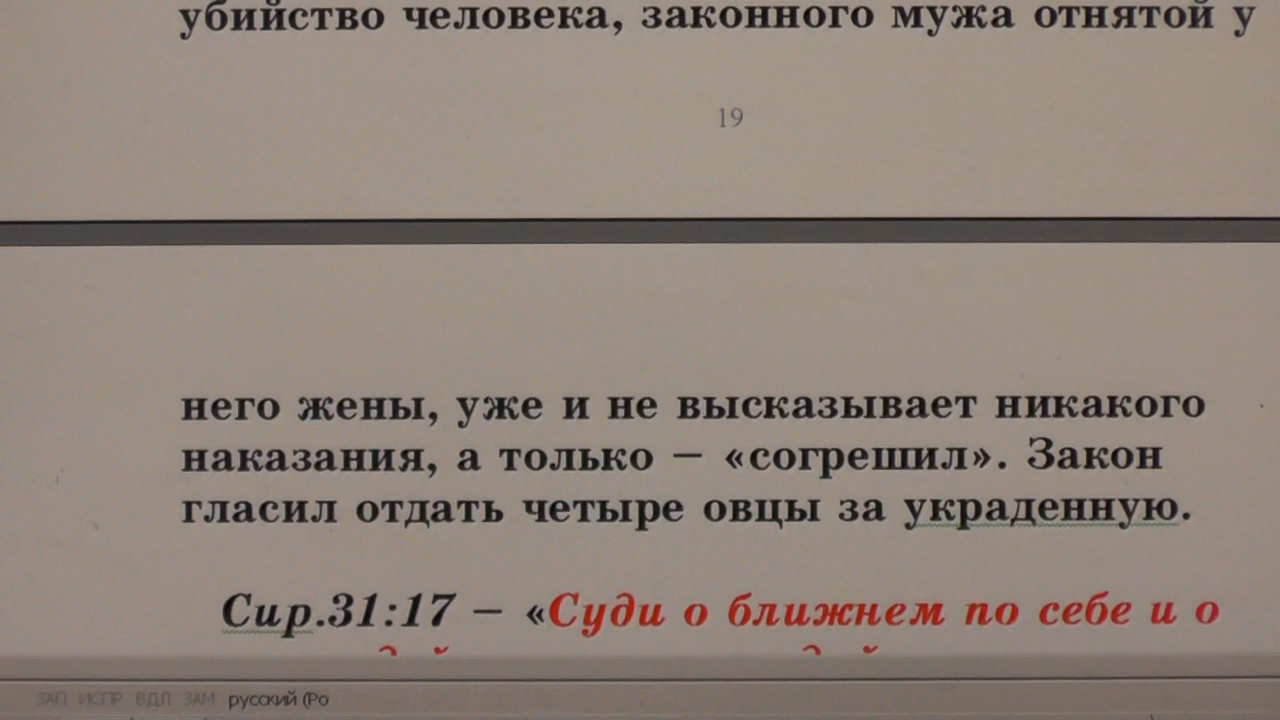 убийство человека, законного мужа отнятой у
19
него жены, уже и не высказывает никакого
наказания, а только – «согрешил». Закон
гласил отдать четыре овцы за украденную.
Сир.31:17 – «Суди о ближнем по себе и о
ЗАП ИСПР ВДЛ ЗАМ русский (Ро